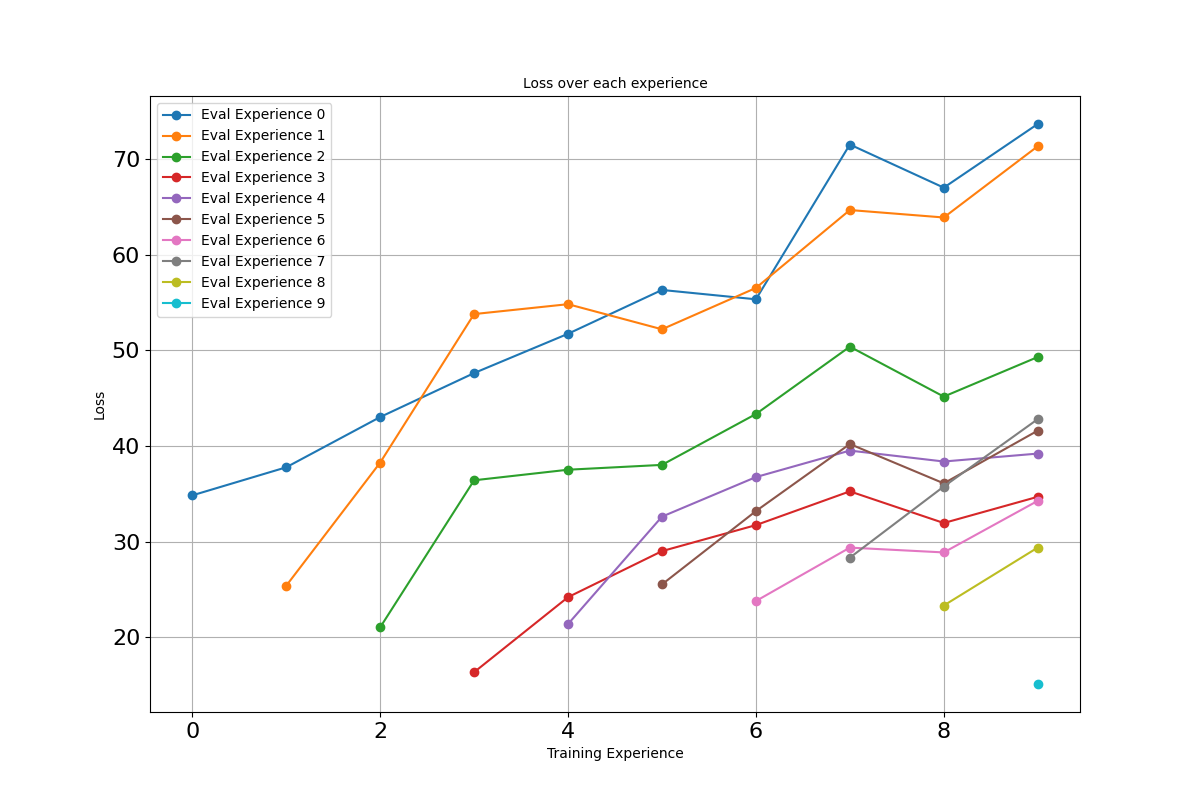 Loss over each experience
Eval Experience 0
Eval Experience 1
Eval Experience 2
Eval Experience 3
Eval Experience 4
Eval Experience 5
Eval Experience 6
Eval Experience 7
Eval Experience 8
Eval Experience 9
70
60
50
40
30
20
Loss
0 2 4 6 8
Training Experience